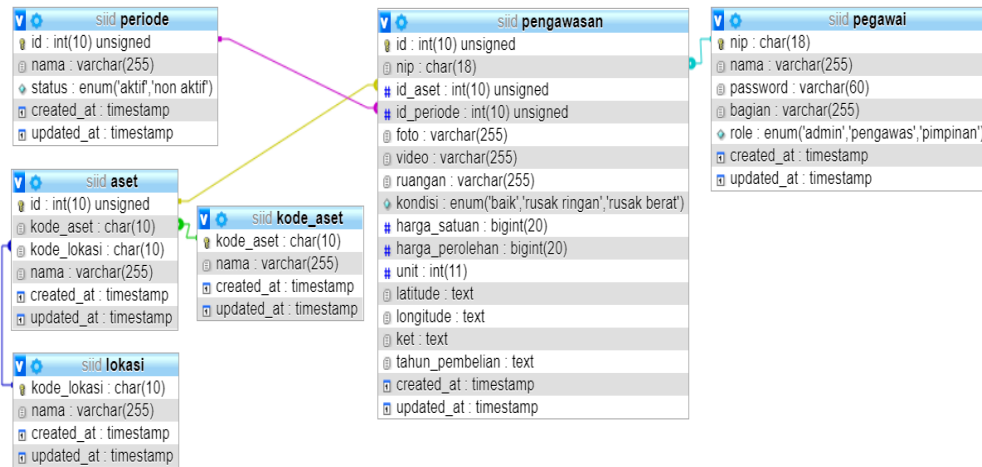 siid periode
id : int(10) unsigned
nama : varchar(255)
status : enum('aktif','non aktif')
created_at : timestamp
updated_at : timestamp
siid aset
id : int(10) unsigned
kode_aset : char(10)
kode_lokasi : char(10)
nama : varchar(255)
created_at : timestamp
updated_at : timestamp
siid kode_aset
kode_aset : char(10)
nama : varchar(255)
created_at : timestamp
updated_at : timestamp
siid lokasi
kode_lokasi : char(10)
nama : varchar(255)
created_at : timestamp
updated_at : timestamp
siid pengawasan
id : int(10) unsigned
nip : char(18)
# id_aset : int(10) unsigned
# id_periode : int(10) unsigned
foto : varchar(255)
video : varchar(255)
ruangan : varchar(255)
kondisi : enum('baik','rusak ringan','rusak berat')
# harga_satuan : bigint(20)
# harga_perolehan : bigint(20)
# unit : int(11)
latitude : text
longitude : text
ket : text
tahun_pembelian : text
created_at : timestamp
updated_at : timestamp
siid pegawai
nip : char(18)
nama : varchar(255)
password : varchar(60)
bagian : varchar(255)
role : enum('admin','pengawas','pimpinan')
created_at : timestamp
updated_at : timestamp